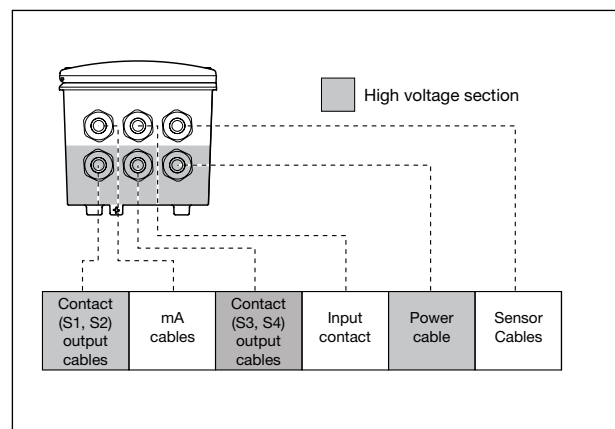 High voltage section
Contact
(S1, S2)
output
cables
mA
cables
Contact
(S3, S4)
output
cables
Input
contact
Power
cable
Sensor
Cables